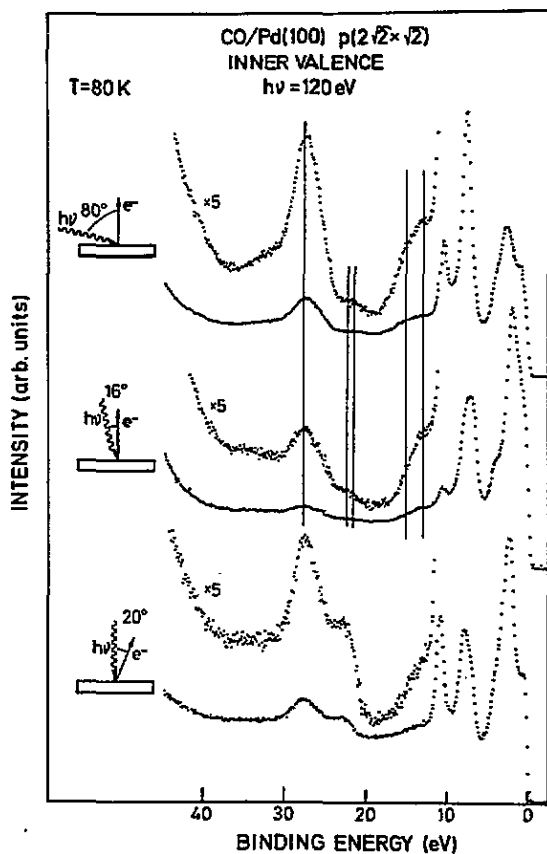 CO/Pd(100) p(2√2×√2)
INNER VALENCE
T=80K hν=120eV
×5
hν 80° e-
×5
16°
hν e-
×5
20°
hν e-
INTENSITY (arb. units)
40 30 20 10 0
BINDING ENERGY (eV)